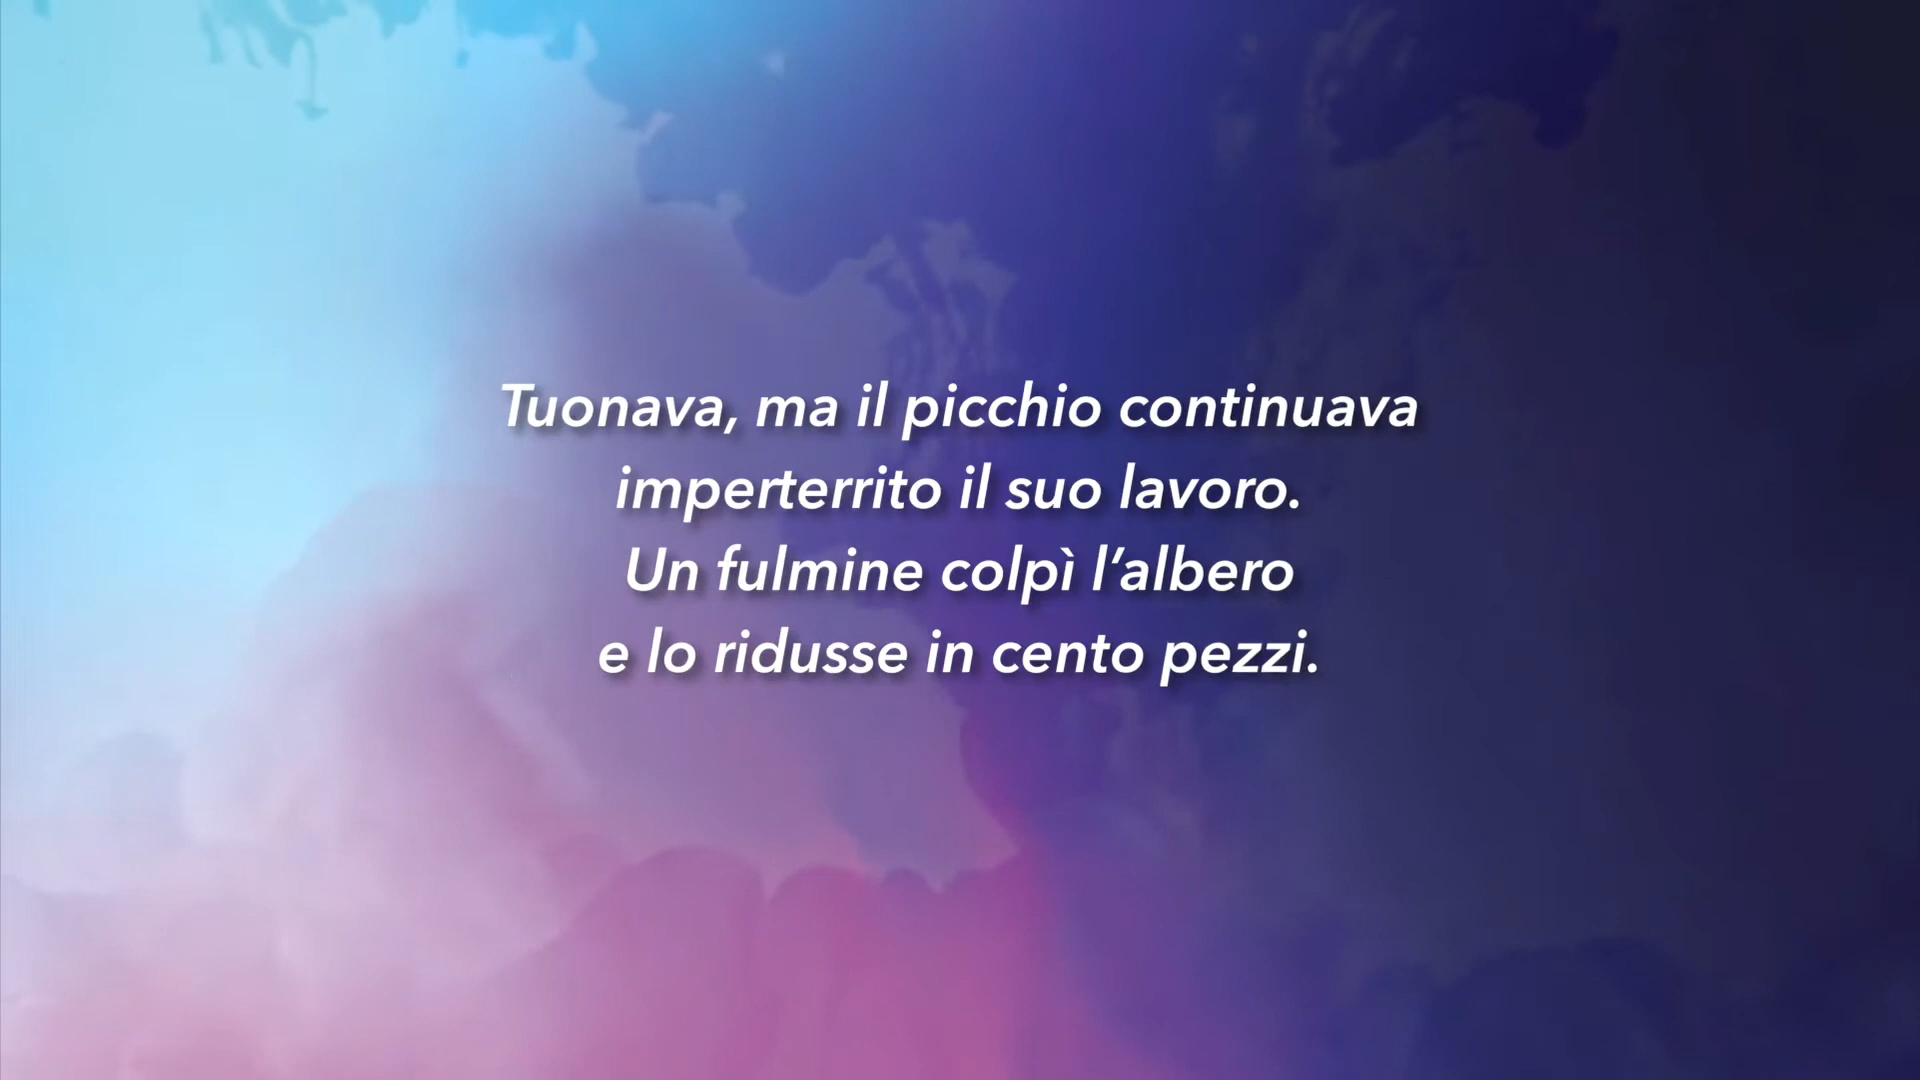 Tuonava, ma il picchio continuava
imperterrito il suo lavoro.
Un fulmine colpì l’albero
e lo ridusse in cento pezzi.